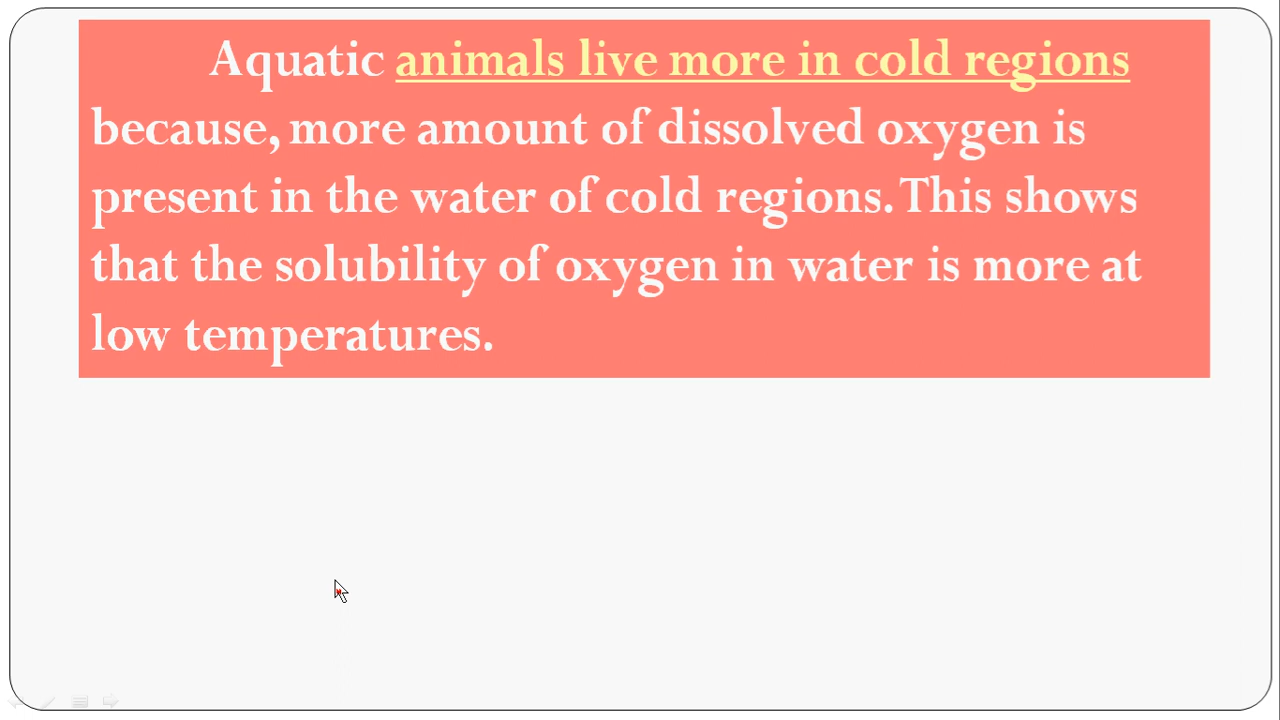 Aquatic animals live more in cold regions
because, more amount of dissolved oxygen is
present in the water of cold regions. This shows
that the solubility of oxygen in water is more at
low temperatures.